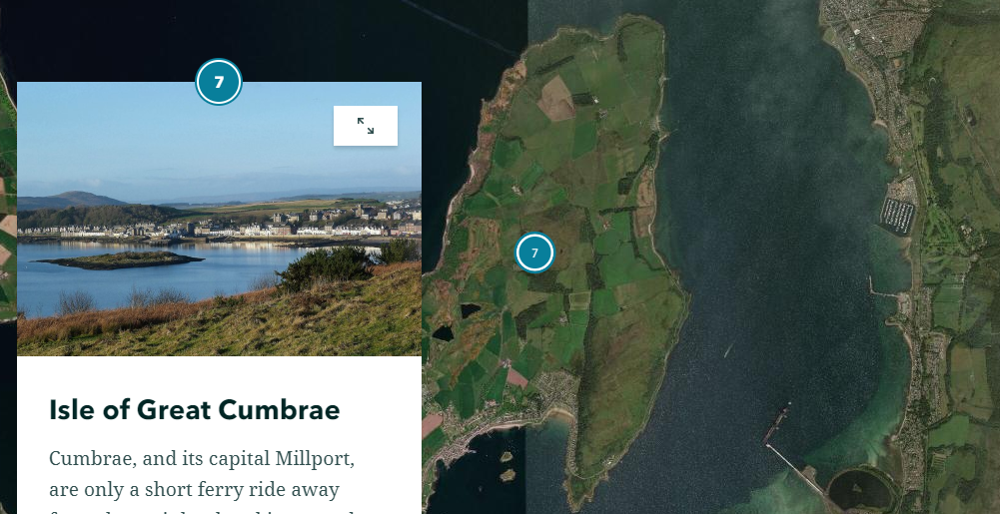 7
7
Isle of Great Cumbrae
Cumbrae, and its capital Millport,
are only a short ferry ride away